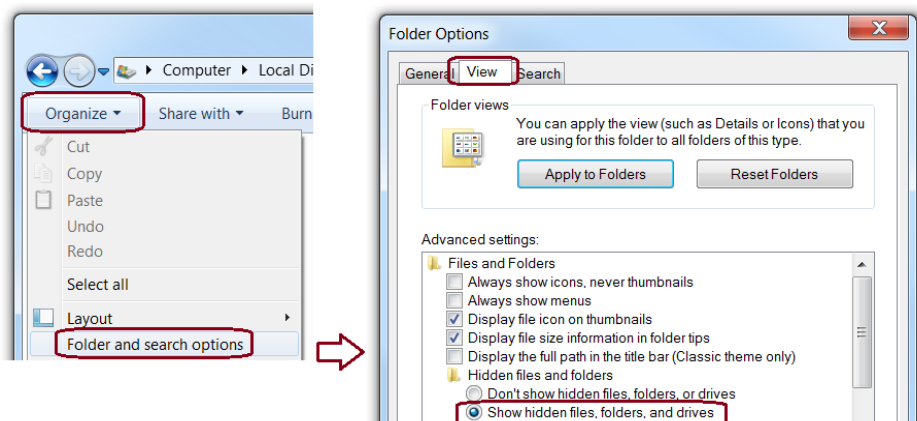 Computer Local Di
Organize Share with Burn
Cut
Copy
Paste
Undo
Redo
Select all
Layout
Folder and search options
Folder Options
X
General View Search
Folder views
You can apply the view (such as Details or Icons) that you
are using for this folder to all folders of this type.
Apply to Folders Reset Folders
Advanced settings:
Files and Folders
Always show icons, never thumbnails
Always show menus
Display file icon on thumbnails
Display file size information in folder tips
Display the full path in the title bar (Classic theme only)
Hidden files and folders
Don't show hidden files, folders, or drives
Show hidden files, folders, and drives